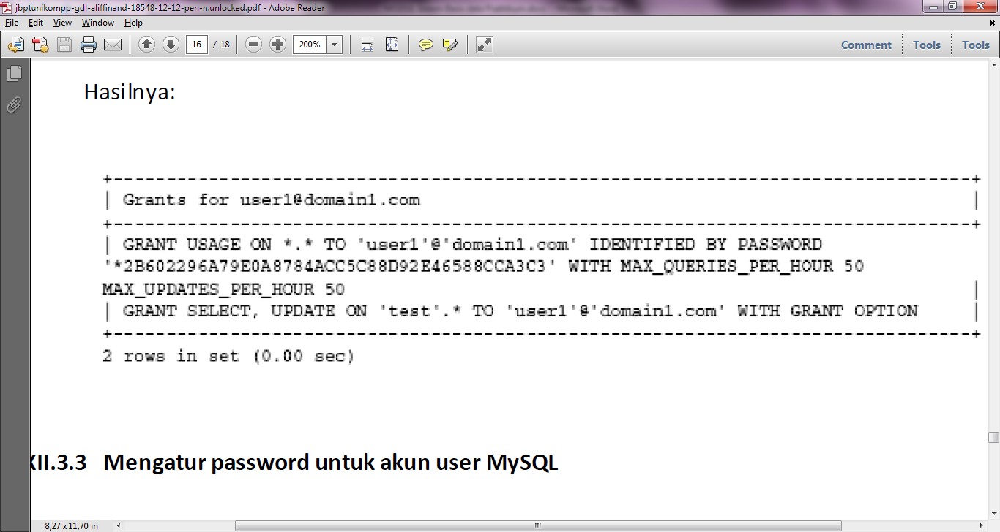 jbptunikompp-gdl-aliffinand-18548-12-12-pen-n.unlocked.pdf - Adobe Reader
File Edit View Window Help
16 / 18 200% Comment Tools Tools
Hasilnya:
+---------------------------------------------------------------------------------+
| Grants for user1@domain1.com |
+---------------------------------------------------------------------------------+
| GRANT USAGE ON *.* TO 'user1'@'domain1.com' IDENTIFIED BY PASSWORD
'*2B602296A79E0A8784ACC5C88D92E46588CCA3C3' WITH MAX_QUERIES_PER_HOUR 50
MAX_UPDATES_PER_HOUR 50 |
| GRANT SELECT, UPDATE ON 'test'.* TO 'user1'@'domain1.com' WITH GRANT OPTION |
+---------------------------------------------------------------------------------+
2 rows in set (0.00 sec)
XII.3.3 Mengatur password untuk akun user MySQL
8,27 x 11,70 in